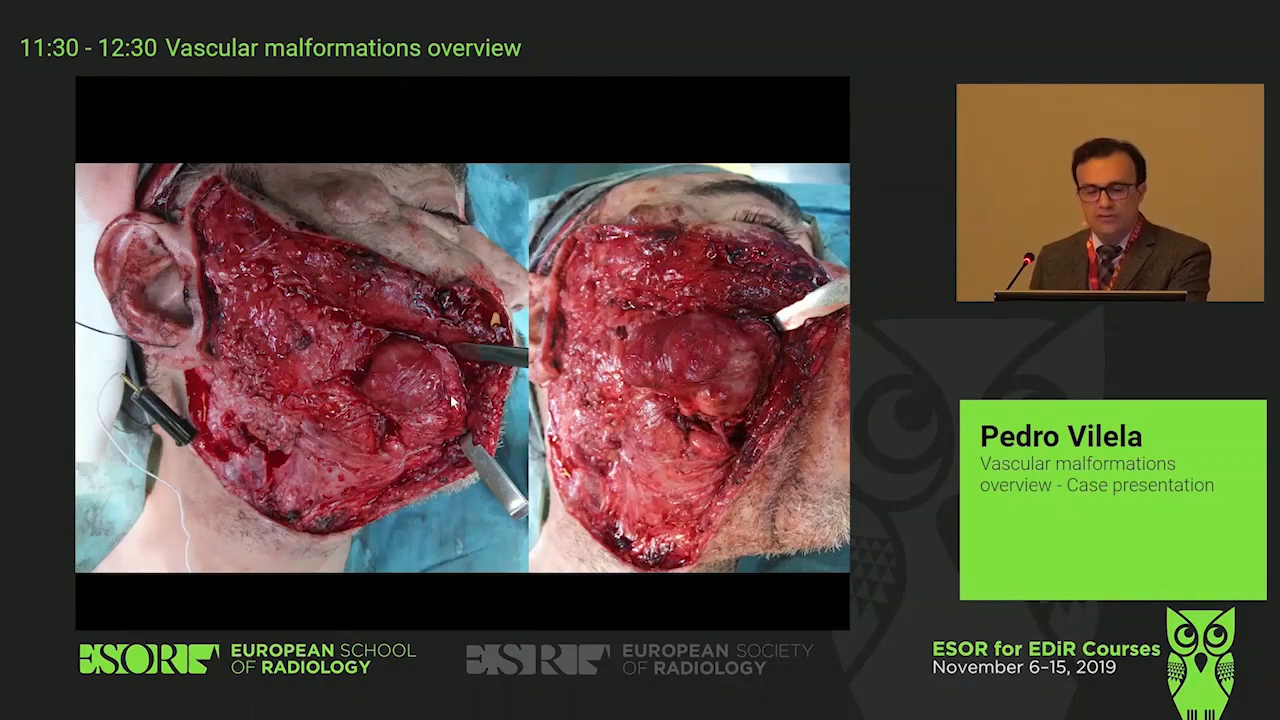 11:30 - 12:30 Vascular malformations overview
Pedro Vilela
Vascular malformations
overview - Case presentation
ESOR EUROPEAN SCHOOL
OF RADIOLOGY
ESR EUROPEAN SOCIETY
OF RADIOLOGY
ESOR for EDiR Courses
November 6–15, 2019